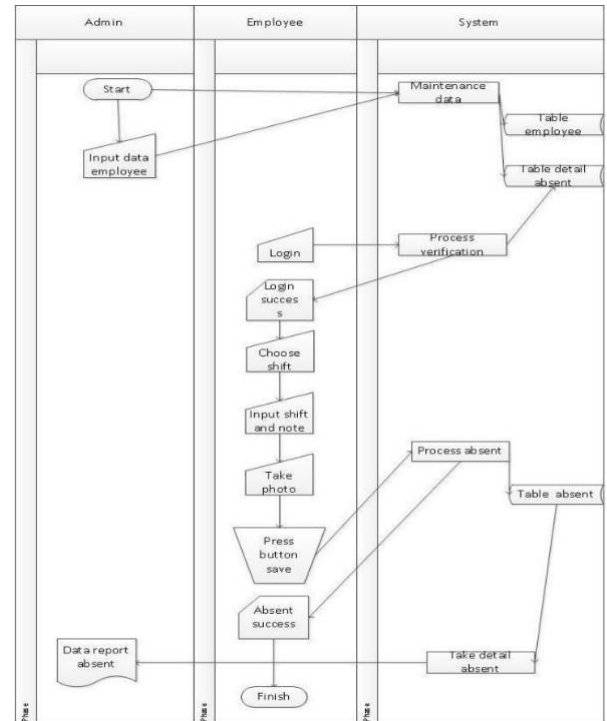 Admin
Employee
System
Start
Maintenance
data
Table
employee
Input data
employee
Table detail
absent
Login
Process
verification
Login
succes
s
Choose
shift
Input shift
and note
Process absent
Take
photo
Table absent
Press
button
save
Absent
success
Data report
absent
Take detail
absent
Finish
Phase
Phase
Phase